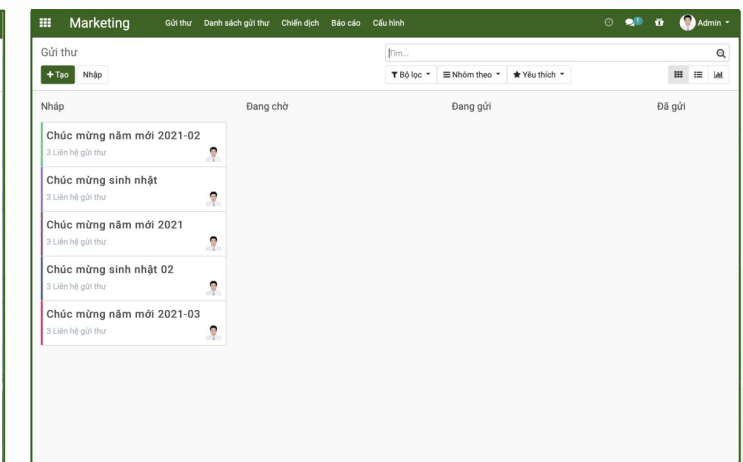 Marketing Gửi thư Danh sách gửi thư Chiến dịch Báo cáo Cấu hình Admin
Gửi thư
Tìm...
+ Tạo Nhập
Bộ lọc Nhóm theo Yêu thích
Nháp Đang chờ Đang gửi Đã gửi
Chúc mừng năm mới 2021-02
3 Liên hệ gửi thư
Chúc mừng sinh nhật
3 Liên hệ gửi thư
Chúc mừng năm mới 2021
3 Liên hệ gửi thư
Chúc mừng sinh nhật 02
3 Liên hệ gửi thư
Chúc mừng năm mới 2021-03
3 Liên hệ gửi thư